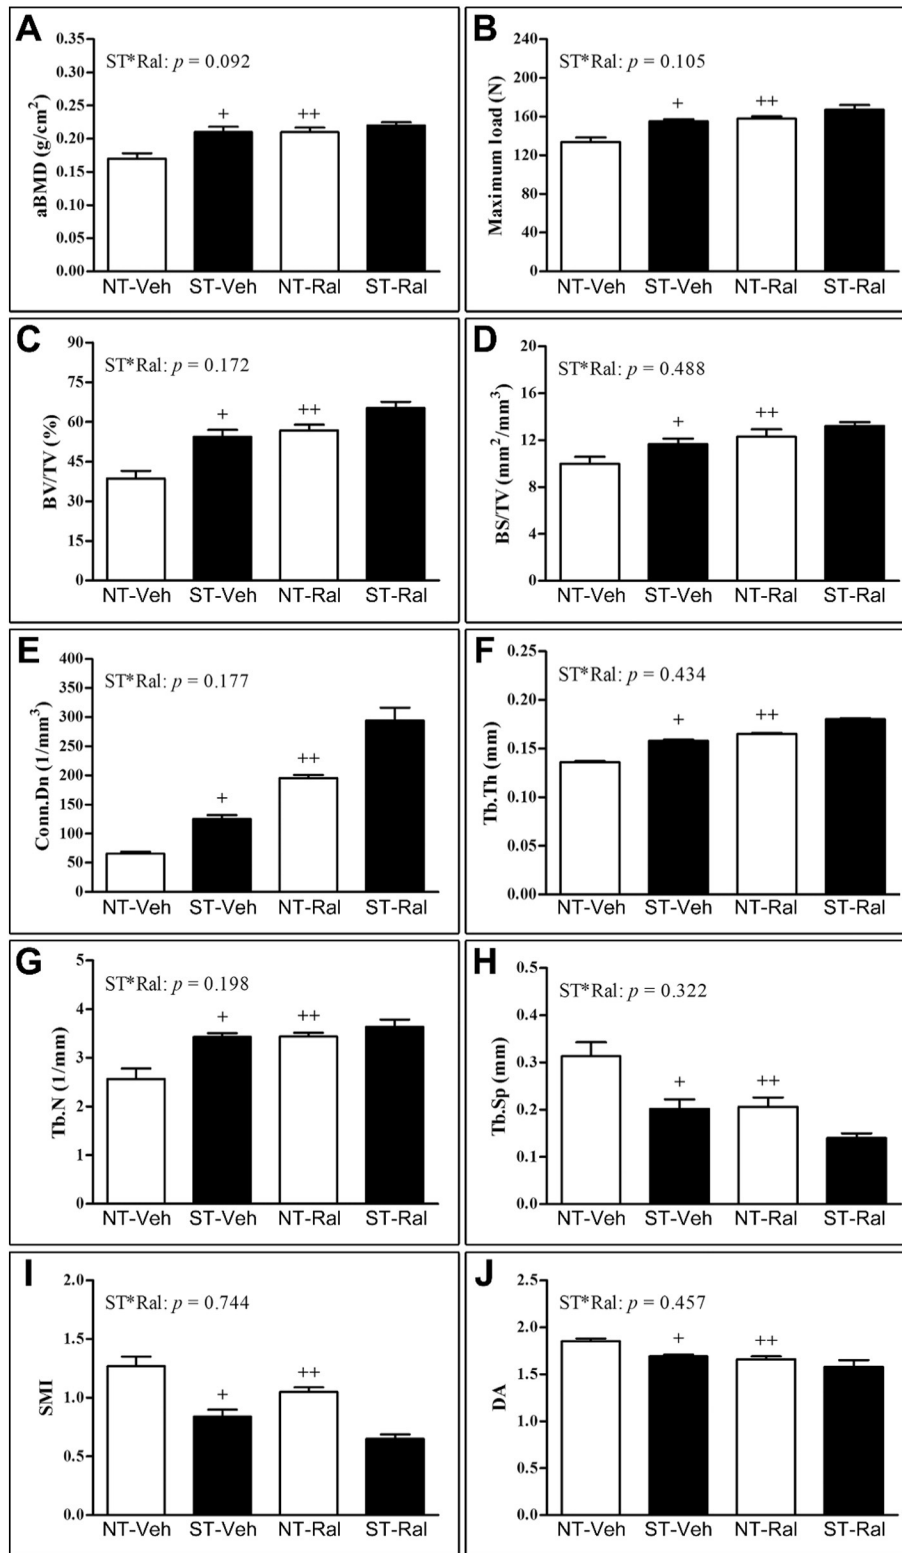 A
ST*Ral: p = 0.092
aBMD (g/cm²)
0.35
0.30
0.25
0.20
0.15
0.10
0.05
0.00
+
++
NT-Veh ST-Veh NT-Ral ST-Ral
B
ST*Ral: p = 0.105
Maximum load (N)
240
200
160
120
80
40
0
+
++
NT-Veh ST-Veh NT-Ral ST-Ral
C
ST*Ral: p = 0.172
BV/TV (%)
90
75
60
45
30
15
0
+
++
NT-Veh ST-Veh NT-Ral ST-Ral
D
ST*Ral: p = 0.488
BS/TV (mm²/mm³)
20
16
12
8
4
0
+
++
NT-Veh ST-Veh NT-Ral ST-Ral
E
ST*Ral: p = 0.177
Conn.Dn (1/mm³)
400
350
300
250
200
150
100
50
0
+
++
NT-Veh ST-Veh NT-Ral ST-Ral
F
ST*Ral: p = 0.434
Tb.Th (mm)
0.25
0.20
0.15
0.10
0.05
0.00
+
++
NT-Veh ST-Veh NT-Ral ST-Ral
G
ST*Ral: p = 0.198
Tb.N (1/mm)
5
4
3
2
1
0
+
++
NT-Veh ST-Veh NT-Ral ST-Ral
H
ST*Ral: p = 0.322
Tb.Sp (mm)
0.5
0.4
0.3
0.2
0.1
0.0
+
++
NT-Veh ST-Veh NT-Ral ST-Ral
I
ST*Ral: p = 0.744
SMI
2.0
1.5
1.0
0.5
0.0
+
++
NT-Veh ST-Veh NT-Ral ST-Ral
J
ST*Ral: p = 0.457
DA
2.5
2.0
1.5
1.0
0.5
0.0
+
++
NT-Veh ST-Veh NT-Ral ST-Ral